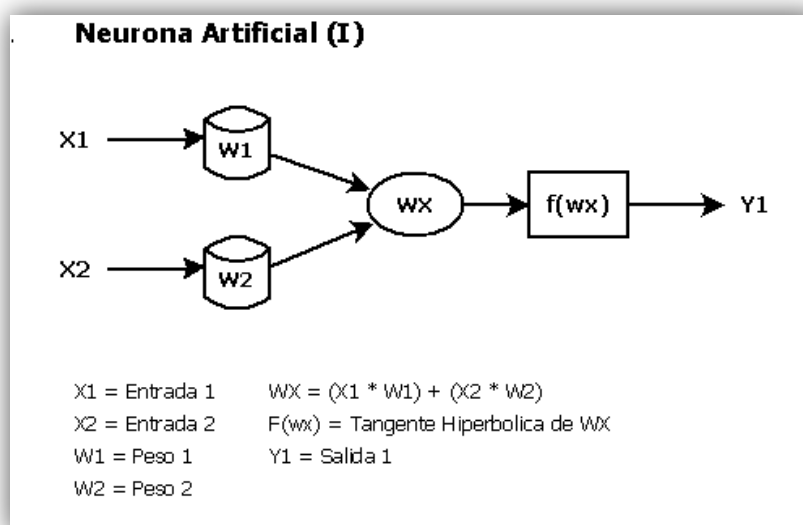 Neurona Artificial (I)
X1
W1
WX
f(wx)
Y1
X2
W2
X1 = Entrada 1
WX = (X1 * W1) + (X2 * W2)
X2 = Entrada 2
F(wx) = Tangente Hiperbolica de WX
W1 = Peso 1
Y1 = Salida 1
W2 = Peso 2